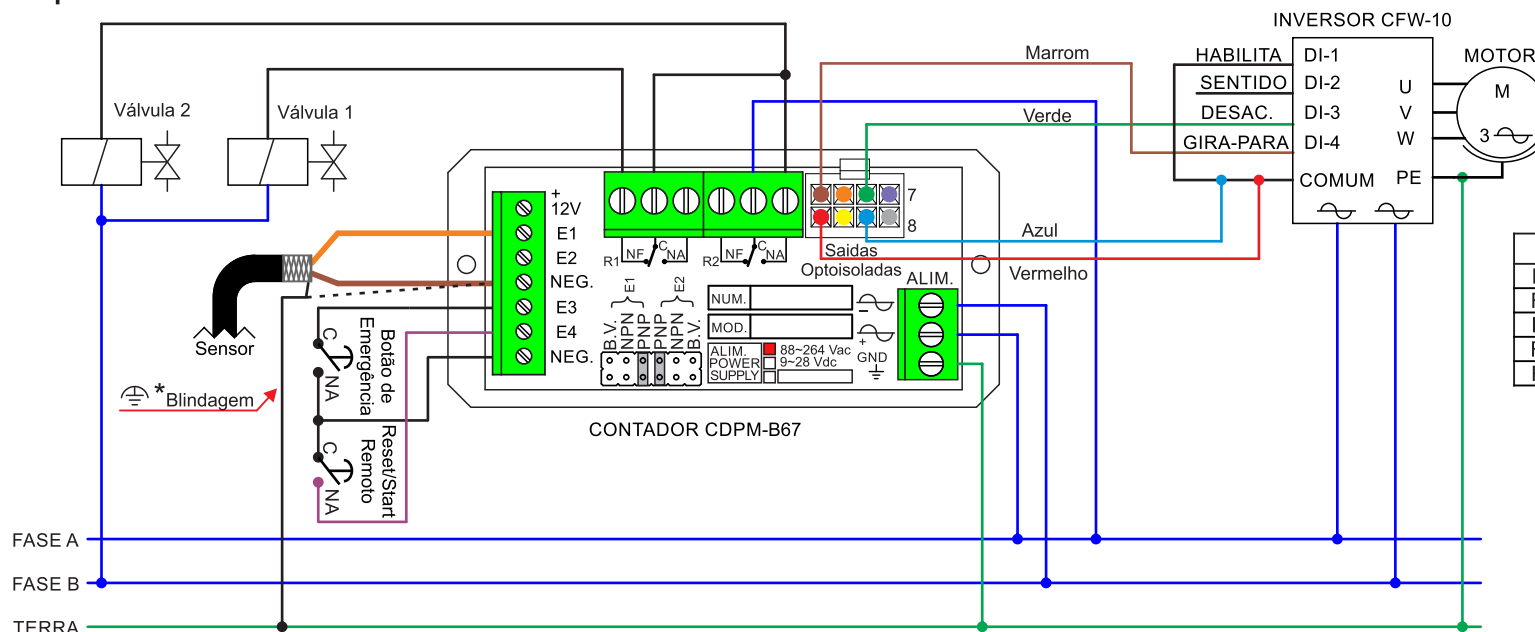 INVERSOR CFW-10
HABILITA DI-1
SENTIDO DI-2
DESAC. DI-3
GIRA-PARA DI-4
COMUM
U
V
W
PE
MOTOR
M
3
Marrom
Verde
Azul
Vermelho
Válvula 2
Válvula 1
+
12V
E1
E2
NEG.
E3
E4
NEG.
R1 NF C NA
R2 NF C NA
7
8
Saidas
Optoisoladas
ALIM.
E1
E2
B.V.
NPN
PNP
PNP
NPN
B.V.
NUM.
MOD.
ALIM.
POWER
SUPPLY
88~264 Vac
9~28 Vdc
−
+
GND
Sensor
* Blindagem
C
NA
Botão de
Emergência
C
NA
Reset/Start
Remoto
CONTADOR CDPM-B67
FASE A
FASE B
TERRA